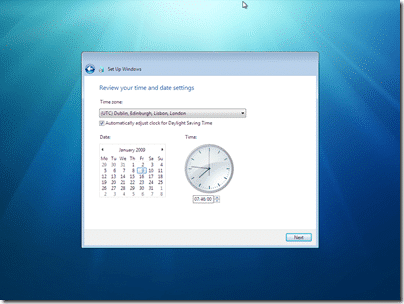 Set Up Windows
Review your time and date settings
Time zone:
(UTC) Dublin, Edinburgh, Lisbon, London
Automatically adjust clock for Daylight Saving Time
Date:
Time:
January 2009
Mo Tu We Th Fr Sa Su
29 30 31 1 2 3 4
5 6 7 8 9 10 11
12 13 14 15 16 17 18
19 20 21 22 23 24 25
26 27 28 29 30 31 1
2 3 4 5 6 7 8
07:46:00
Next